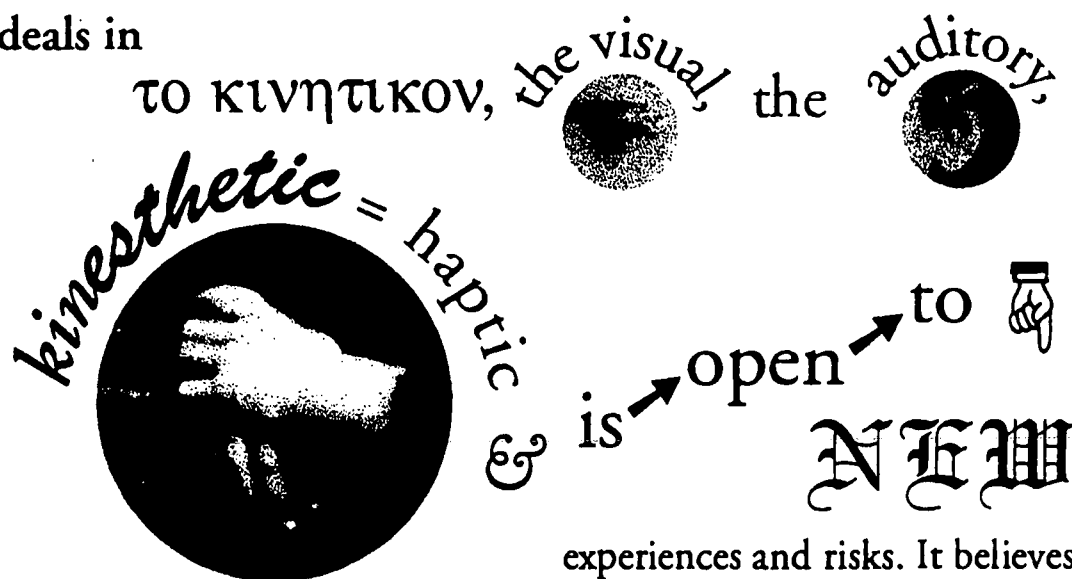 deals in
το κινητικον, the visual, the auditory,
kinesthetic = haptic &
is open to
NEW
experiences and risks. It believes